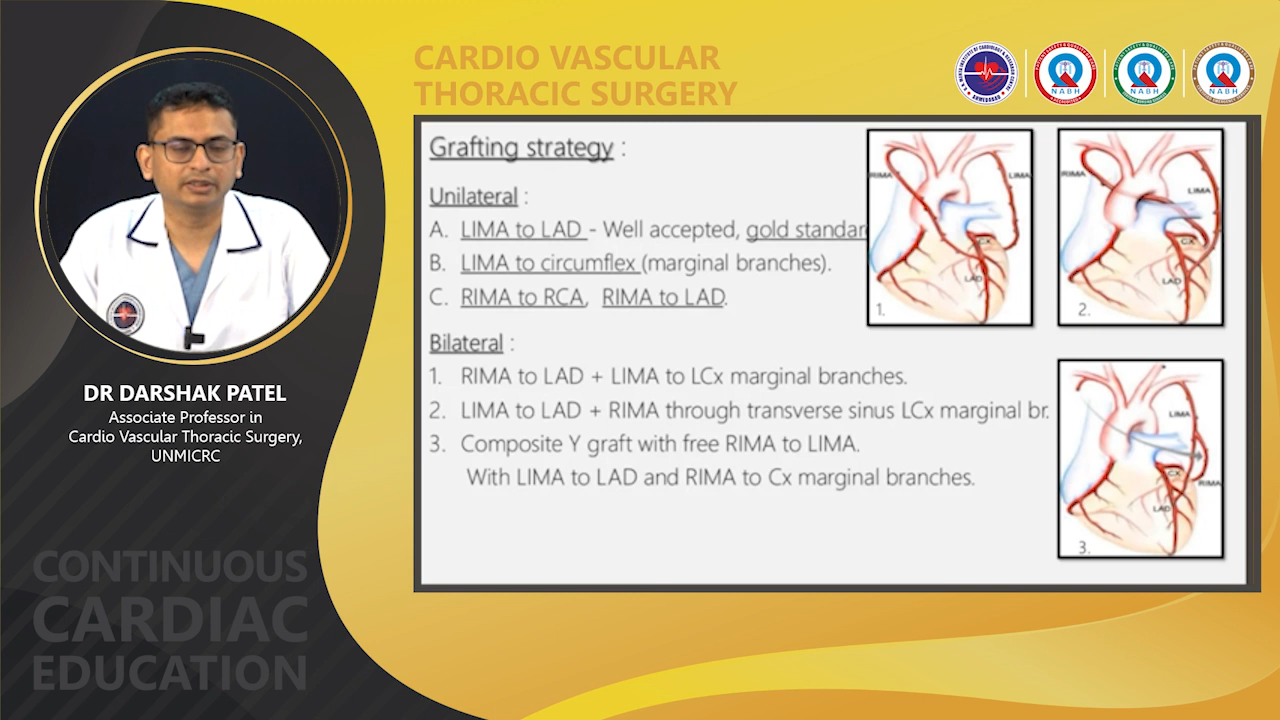 CARDIO VASCULAR
THORACIC SURGERY
NABH
NABH
NABH
Grafting strategy :
Unilateral :
A. LIMA to LAD - Well accepted, gold standar
B. LIMA to circumflex (marginal branches).
C. RIMA to RCA, RIMA to LAD.
Bilateral :
1. RIMA to LAD + LIMA to LCx marginal branches.
2. LIMA to LAD + RIMA through transverse sinus LCx marginal br.
3. Composite Y graft with free RIMA to LIMA.
With LIMA to LAD and RIMA to Cx marginal branches.
RIMA
LIMA
CX
LAD
1.
RIMA
LIMA
CX
LAD
2.
LIMA
CX
RIMA
LAD
3.
DR DARSHAK PATEL
Associate Professor in
Cardio Vascular Thoracic Surgery,
UNMICRC
CONTINUOUS
CARDIAC
EDUCATION